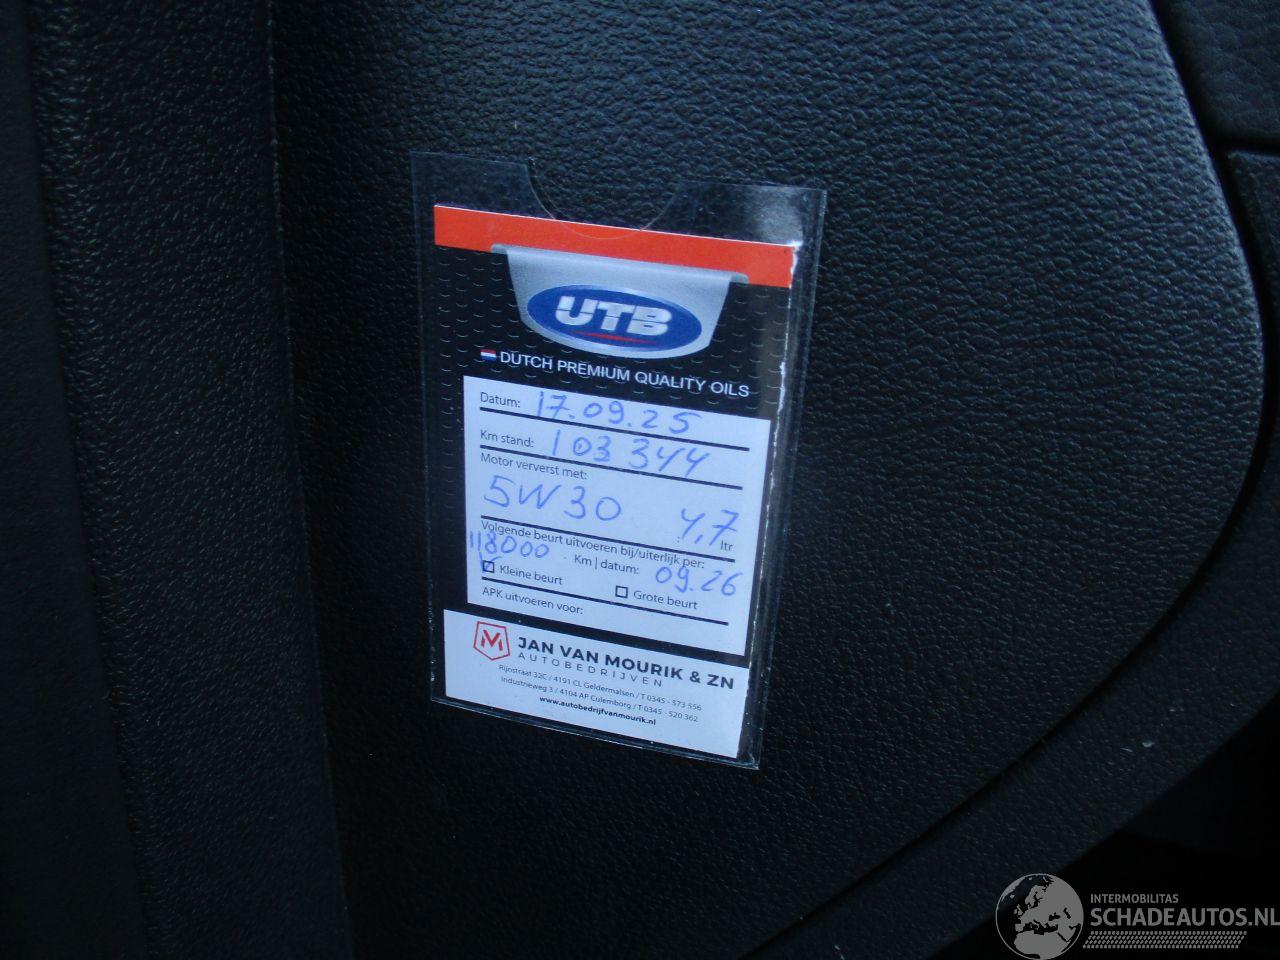 UTB
DUTCH PREMIUM QUALITY OILS
Datum: 17.09.25
Km stand: 103 344
Motor ververst met:
5W30 4,7 ltr
Volgende beurt uitvoeren bij/uiterlijk per:
118000 Km | datum: 09.26
Kleine beurt Grote beurt
APK uitvoeren voor:
JAN VAN MOURIK & ZN
AUTOBEDRIJVEN
Rijnstraat 32C / 4191 CL Geldermalsen / T 0345 - 573 556
Industrieweg 3 / 4104 AP Culemborg / T 0345 - 520 362
www.autobedrijfvanmourik.nl
INTERMOBILITAS
SCHADEAUTOS.NL